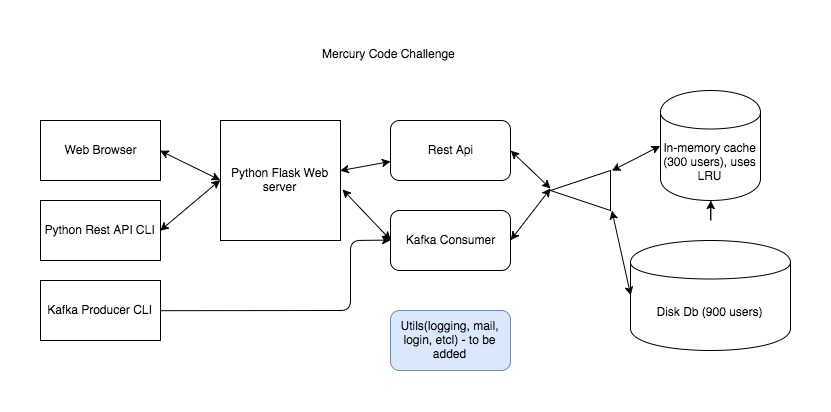 Mercury Code Challenge
Web Browser
Python Rest API CLI
Kafka Producer CLI
Python Flask Web
server
Rest Api
Kafka Consumer
Utils(logging, mail,
login, etcl) - to be
added
In-memory cache
(300 users), uses
LRU
Disk Db (900 users)